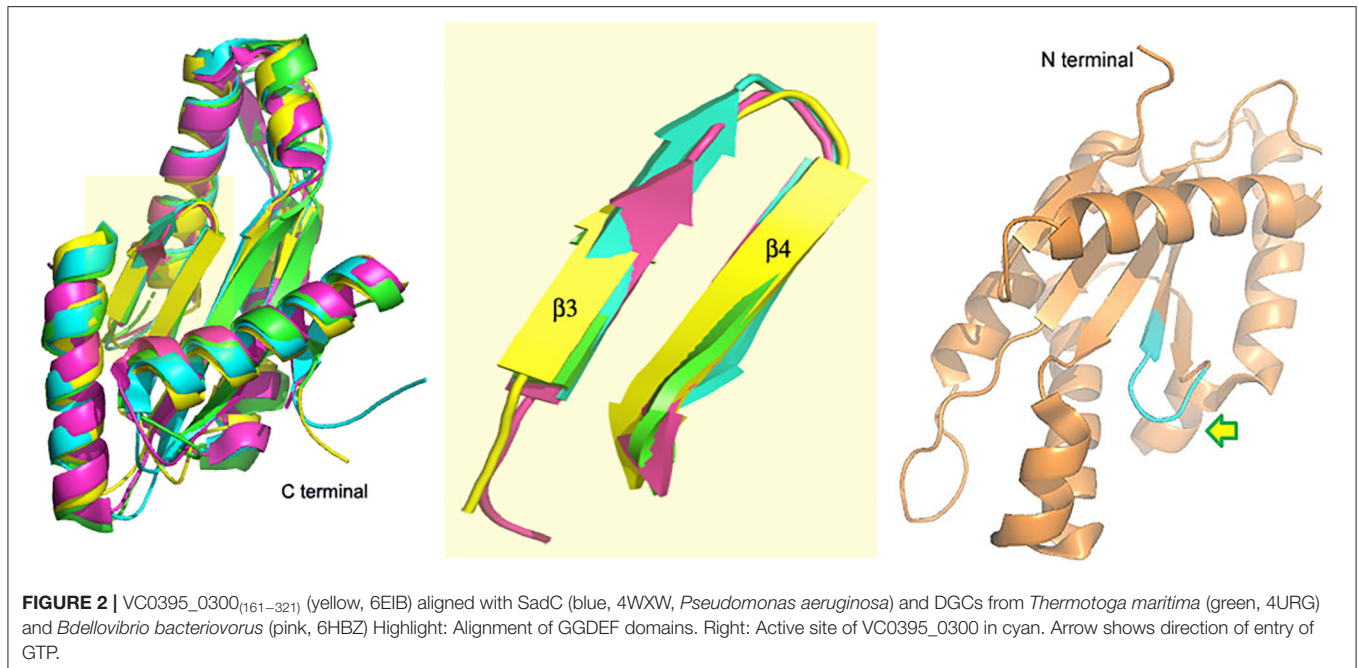 N terminal
β3
β4
C terminal
FIGURE 2 | VC0395_0300(161−321) (yellow, 6EIB) aligned with SadC (blue, 4WXW, Pseudomonas aeruginosa) and DGCs from Thermotoga maritima (green, 4URG)
and Bdellovibrio bacteriovorus (pink, 6HBZ) Highlight: Alignment of GGDEF domains. Right: Active site of VC0395_0300 in cyan. Arrow shows direction of entry of
GTP.